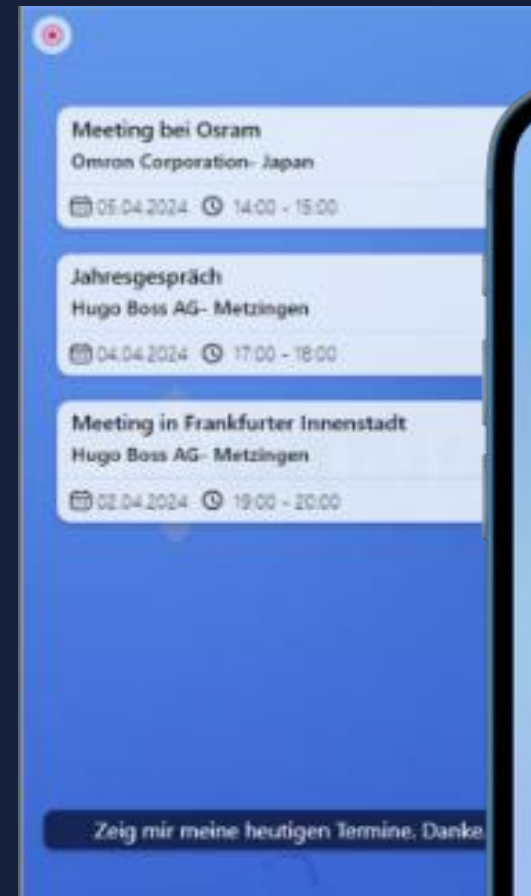 Meeting bei Osram
Omron Corporation- Japan
05.04.2024 14:00 - 15:00
Jahresgespräch
Hugo Boss AG- Metzingen
04.04.2024 17:00 - 18:00
Meeting in Frankfurter Innenstadt
Hugo Boss AG- Metzingen
02.04.2024 19:00 - 20:00
Zeig mir meine heutigen Termine. Danke.